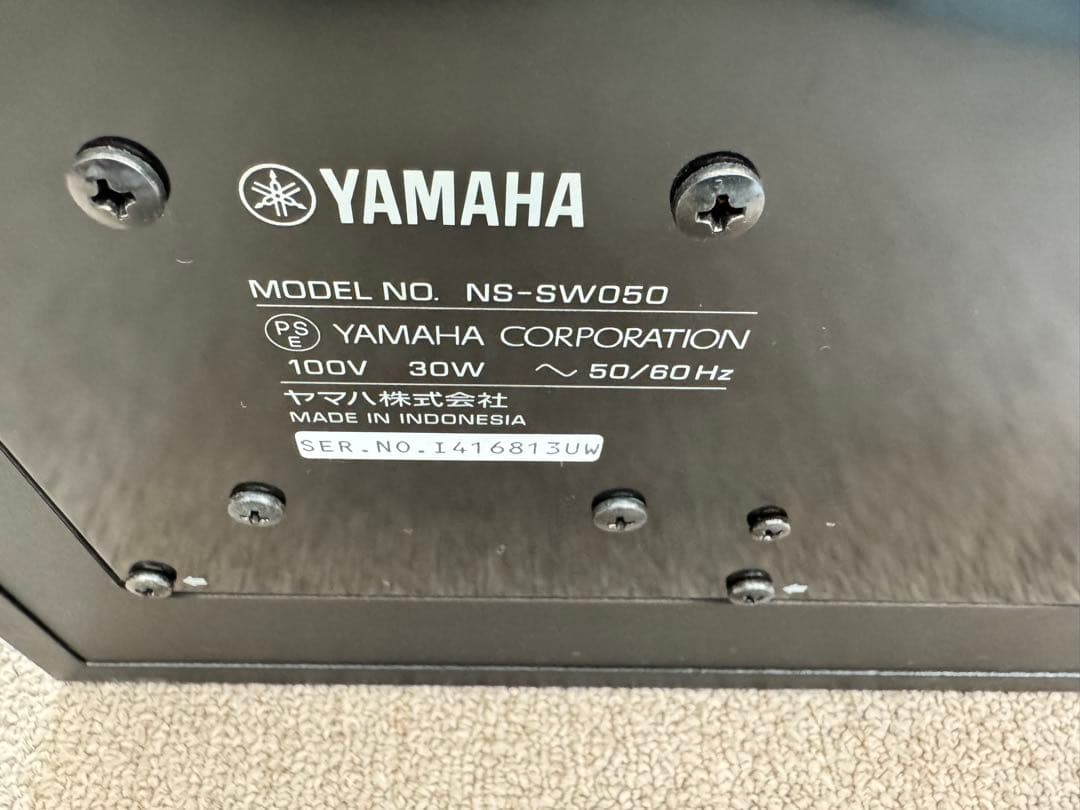 YAMAHA
MODEL NO. NS-SW050
PSE YAMAHA CORPORATION
100V 30W ~ 50/60Hz
ヤマハ株式会社
MADE IN INDONESIA
SER.NO.I416813UW